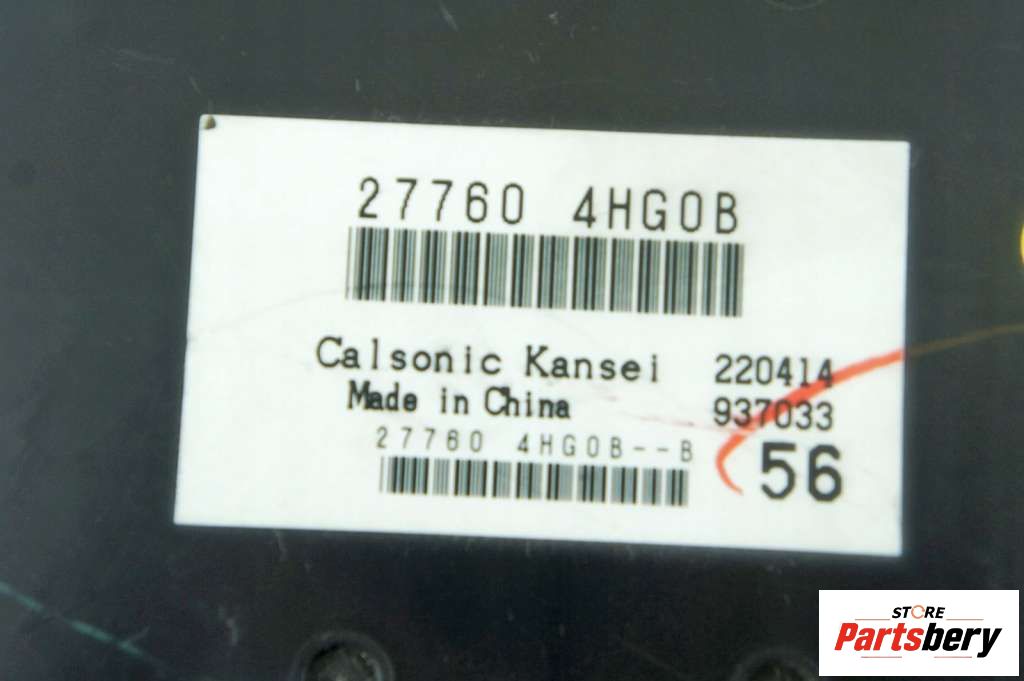 27760 4HG0B
Calsonic Kansei 220414
Made in China 937033
27760 4HG0B--B
56
STORE
Partsbery